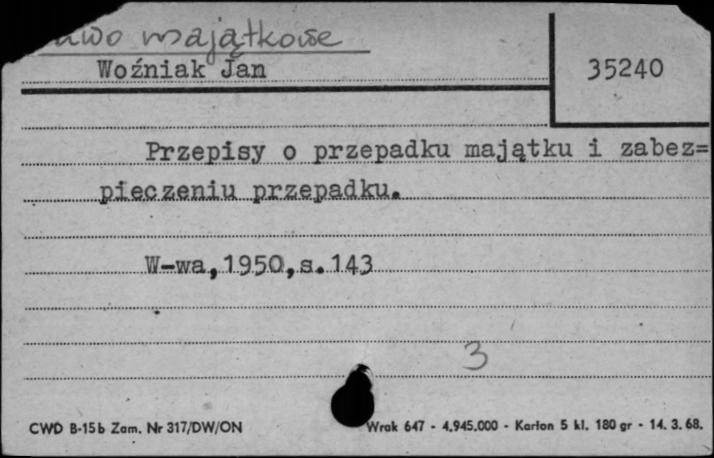 majątkowe
Woźniak Jan
35240
Przepisy o przepadku majątku i zabez=
pieczeniu przepadku.
W-wa, 1950, s. 143
3
CWD B-15b Zam. Nr 317/DW/ON
Wrak 647 - 4.945.000 - Karton 5 kl. 180 gr - 14. 3. 68.